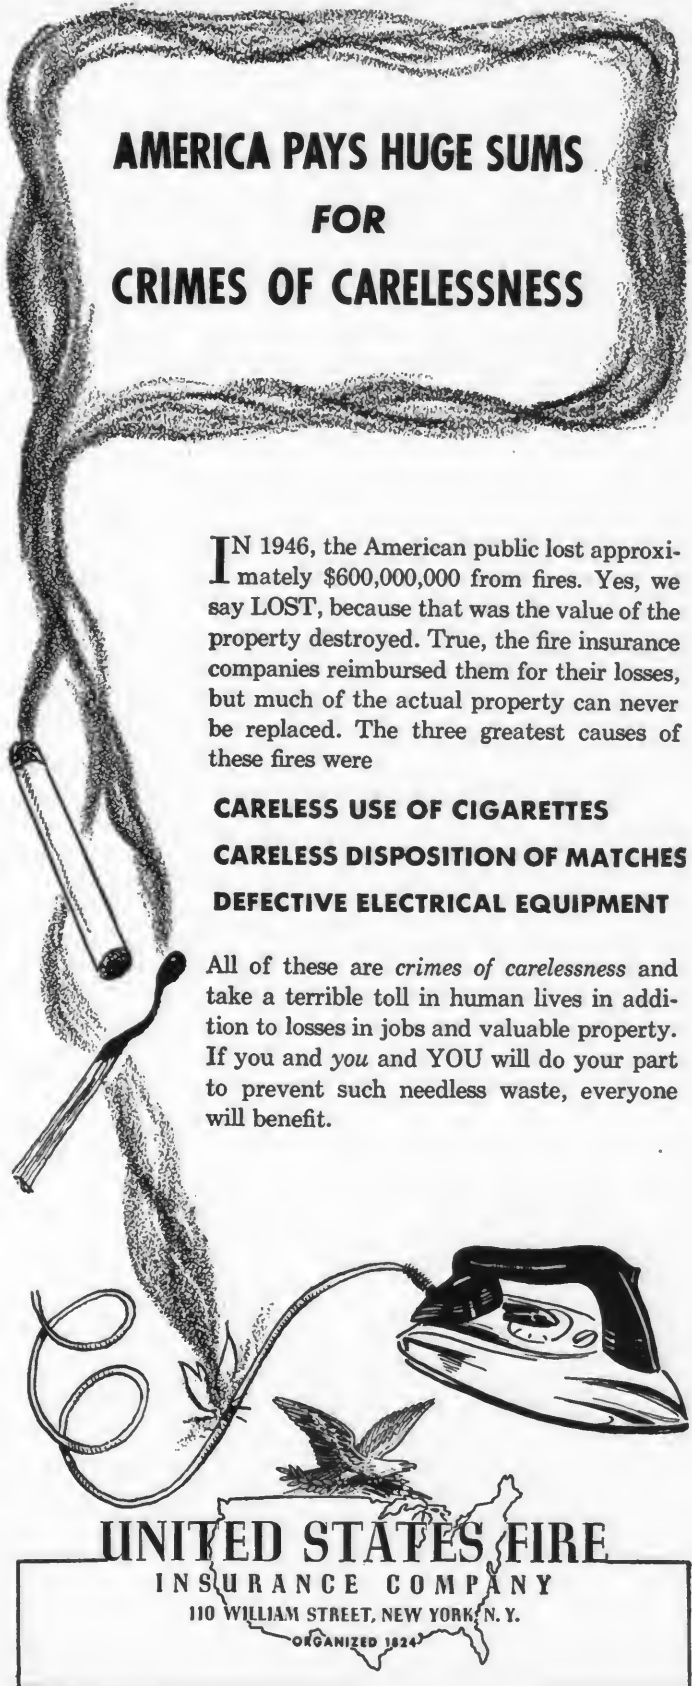 AMERICA PAYS HUGE SUMS
FOR
CRIMES OF CARELESSNESS
IN 1946, the American public lost approxi-
mately $600,000,000 from fires. Yes, we
say LOST, because that was the value of the
property destroyed. True, the fire insurance
companies reimbursed them for their losses,
but much of the actual property can never
be replaced. The three greatest causes of
these fires were
CARELESS USE OF CIGARETTES
CARELESS DISPOSITION OF MATCHES
DEFECTIVE ELECTRICAL EQUIPMENT
All of these are crimes of carelessness and
take a terrible toll in human lives in addi-
tion to losses in jobs and valuable property.
If you and you and YOU will do your part
to prevent such needless waste, everyone
will benefit.
UNITED STATES FIRE
INSURANCE COMPANY
110 WILLIAM STREET, NEW YORK, N. Y.
ORGANIZED 1824